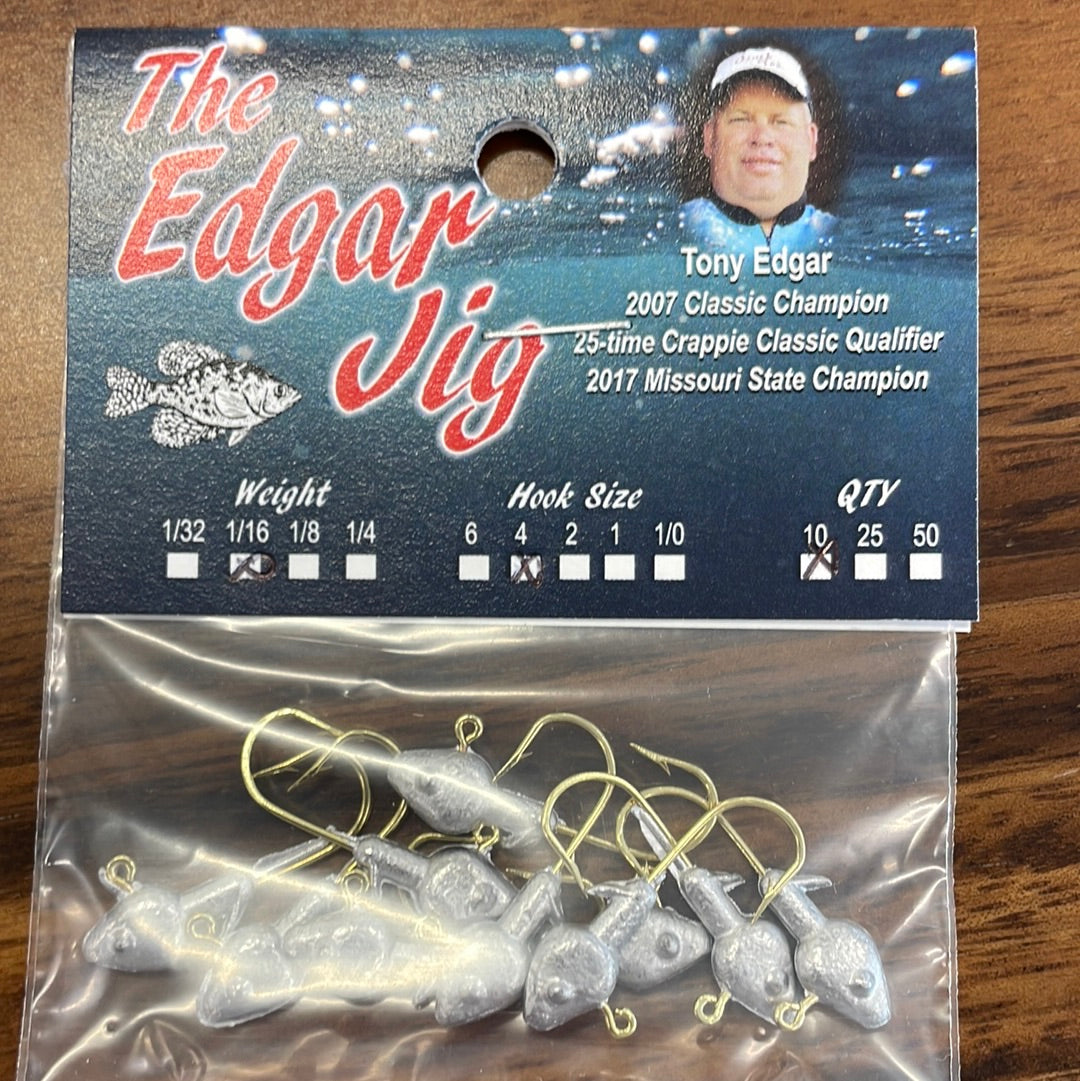 The
Edgar
Jig
Tony Edgar
2007 Classic Champion
25-time Crappie Classic Qualifier
2017 Missouri State Champion
Weight
1/32 1/16 1/8 1/4
Hook Size
6 4 2 1 1/0
QTY
10 25 50